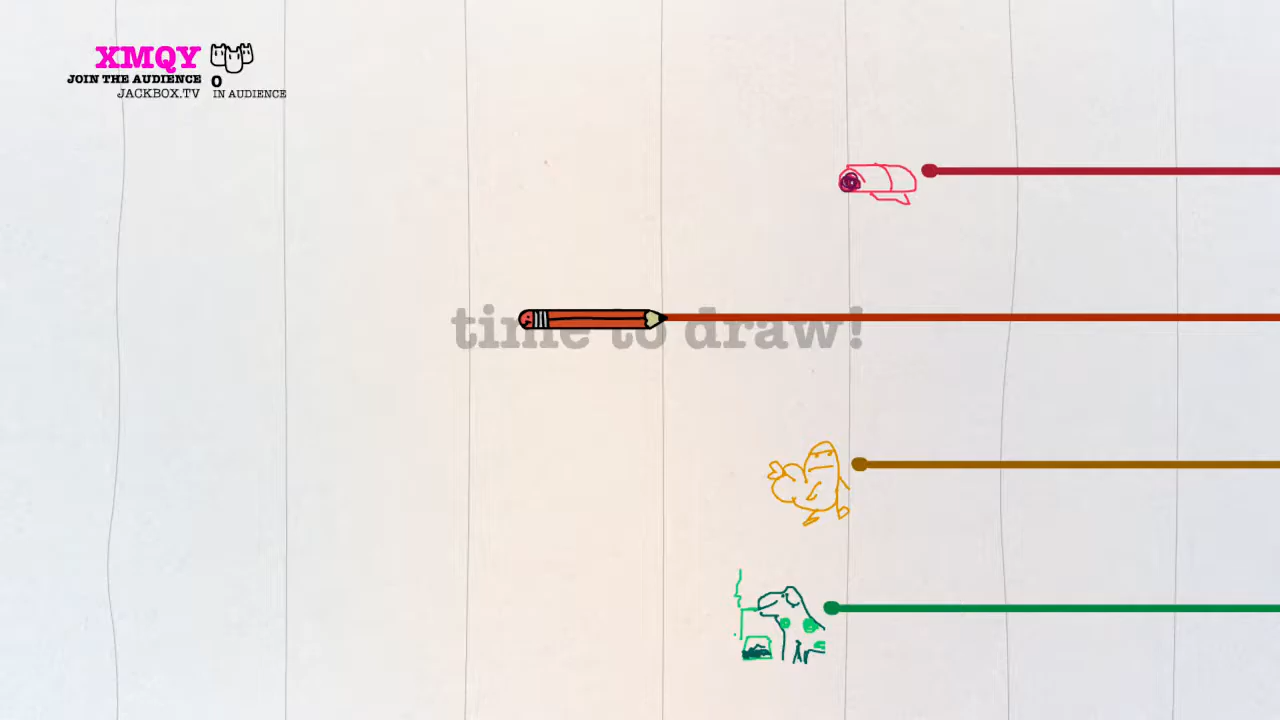 XMQY
JOIN THE AUDIENCE
JACKBOX.TV
0
IN AUDIENCE
time to draw!